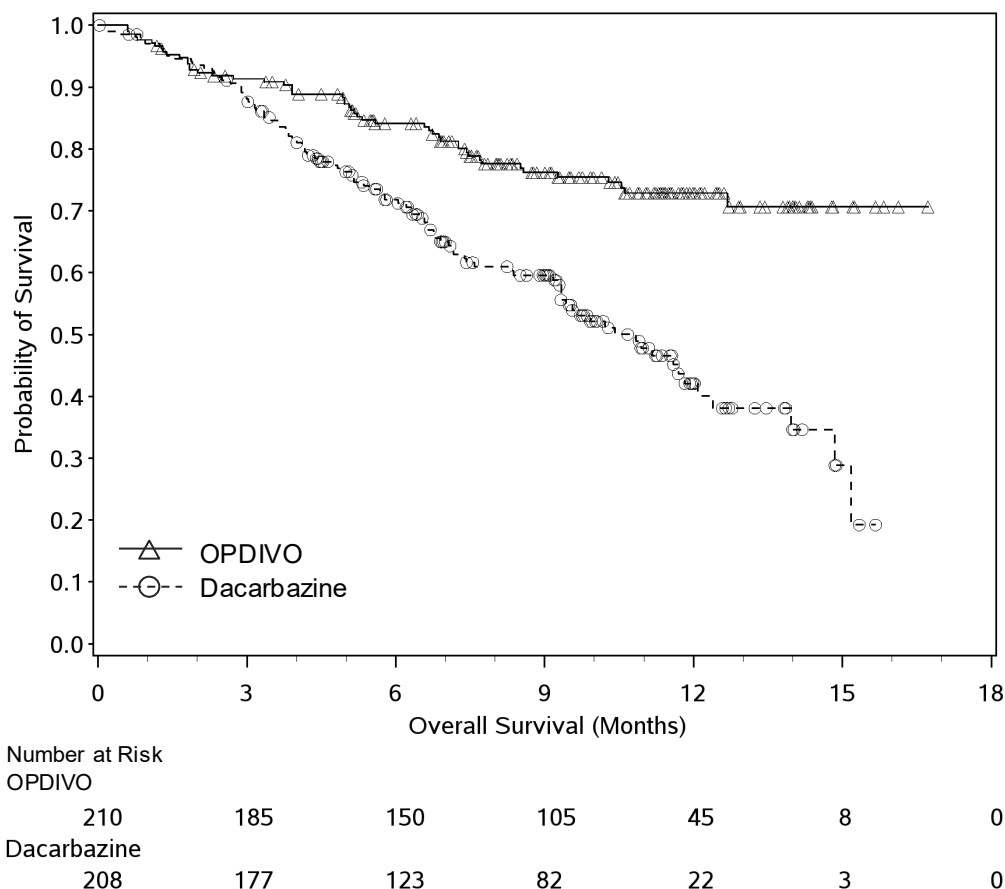 1.0
0.9
0.8
0.7
0.6
0.5
0.4
0.3
0.2
0.1
0.0
Probability of Survival
OPDIVO
Dacarbazine
0 3 6 9 12 15 18
Overall Survival (Months)
Number at Risk
OPDIVO
210 185 150 105 45 8 0
Dacarbazine
208 177 123 82 22 3 0